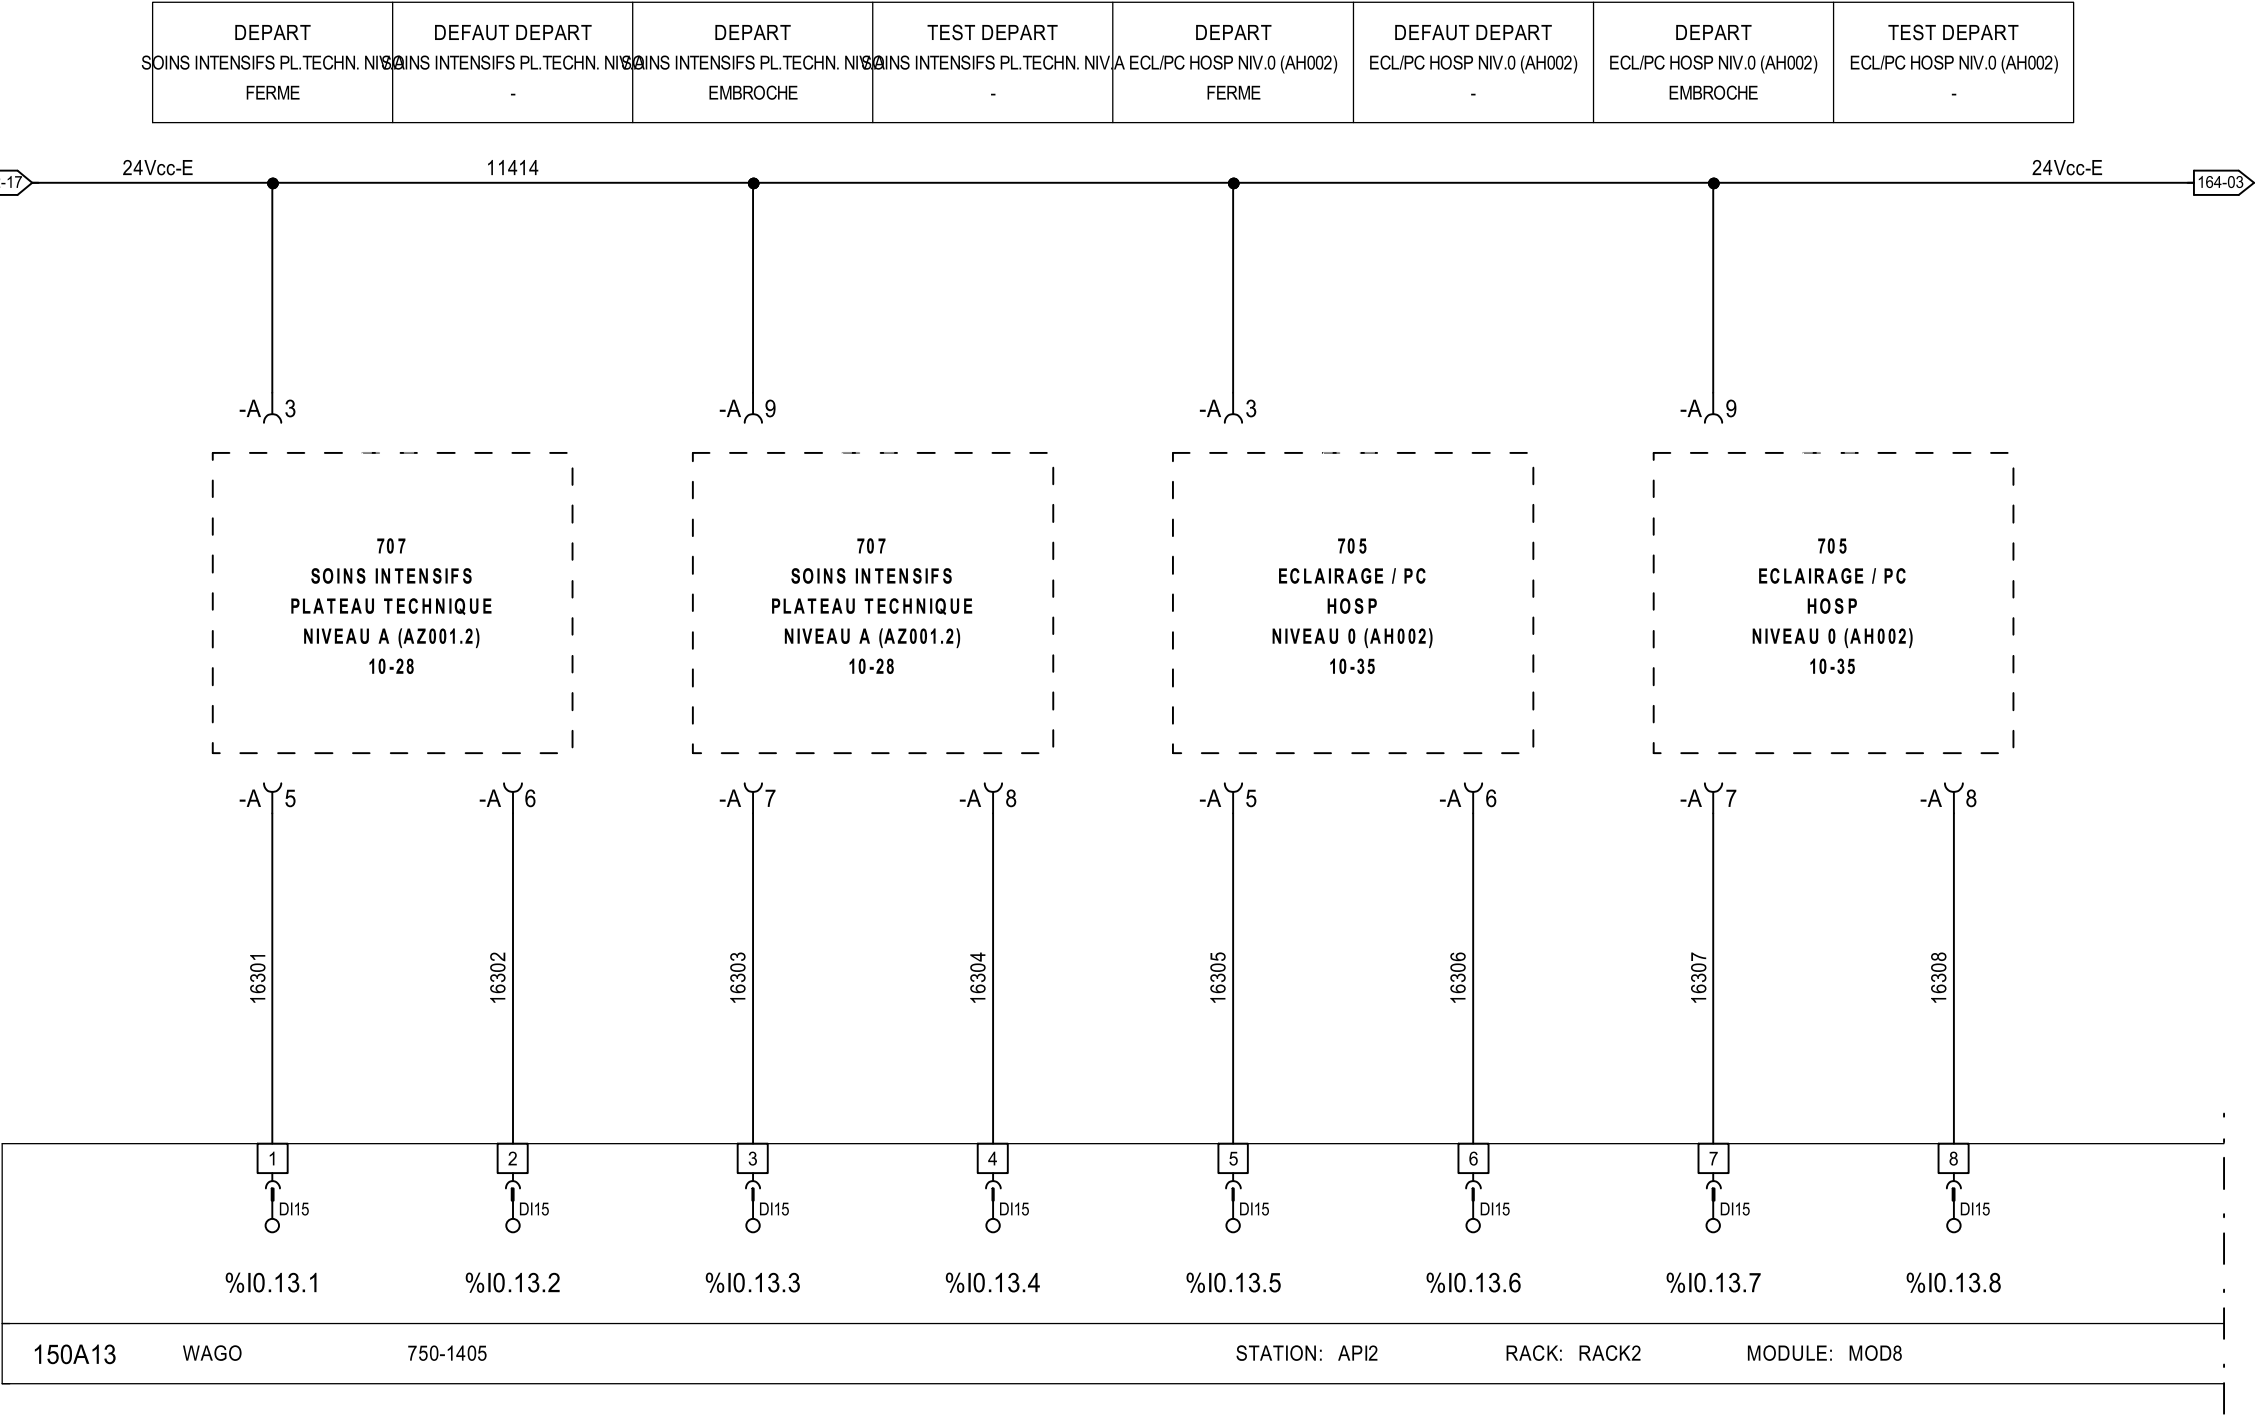 DEPART
SOINS INTENSIFS PL.TECHN. NIV.A
FERME
DEFAUT DEPART
SOINS INTENSIFS PL.TECHN. NIV.A
-
DEPART
SOINS INTENSIFS PL.TECHN. NIV.A
EMBROCHE
TEST DEPART
SOINS INTENSIFS PL.TECHN. NIV.A
-
DEPART
ECL/PC HOSP NIV.0 (AH002)
FERME
DEFAUT DEPART
ECL/PC HOSP NIV.0 (AH002)
-
DEPART
ECL/PC HOSP NIV.0 (AH002)
EMBROCHE
TEST DEPART
ECL/PC HOSP NIV.0 (AH002)
-
-17 24Vcc-E 11414 24Vcc-E 164-03
-A 3 -A 9 -A 3 -A 9
707
SOINS INTENSIFS
PLATEAU TECHNIQUE
NIVEAU A (AZ001.2)
10-28
707
SOINS INTENSIFS
PLATEAU TECHNIQUE
NIVEAU A (AZ001.2)
10-28
705
ECLAIRAGE / PC
HOSP
NIVEAU 0 (AH002)
10-35
705
ECLAIRAGE / PC
HOSP
NIVEAU 0 (AH002)
10-35
-A 5 -A 6 -A 7 -A 8 -A 5 -A 6 -A 7 -A 8
16301 16302 16303 16304 16305 16306 16307 16308
1 2 3 4 5 6 7 8
DI15 DI15 DI15 DI15 DI15 DI15 DI15 DI15
%I0.13.1 %I0.13.2 %I0.13.3 %I0.13.4 %I0.13.5 %I0.13.6 %I0.13.7 %I0.13.8
150A13 WAGO 750-1405 STATION: API2 RACK: RACK2 MODULE: MOD8